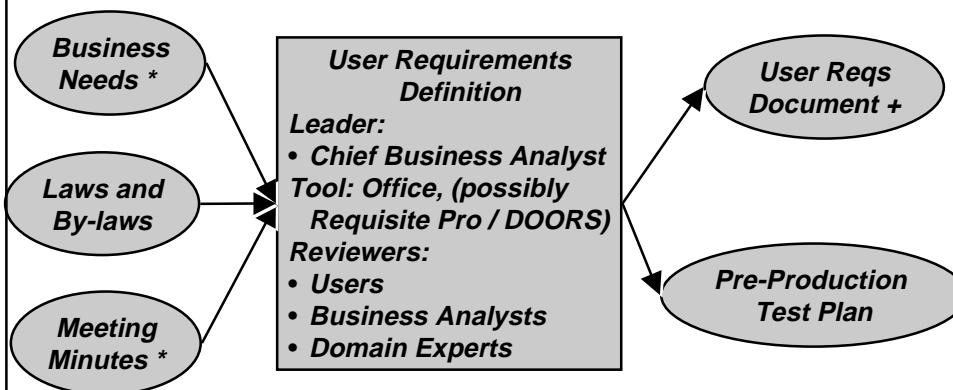 Business
Needs *
Laws and
By-laws
Meeting
Minutes *
User Requirements
Definition
Leader:
• Chief Business Analyst
Tool: Office, (possibly
Requisite Pro / DOORS)
Reviewers:
• Users
• Business Analysts
• Domain Experts
User Reqs
Document +
Pre-Production
Test Plan